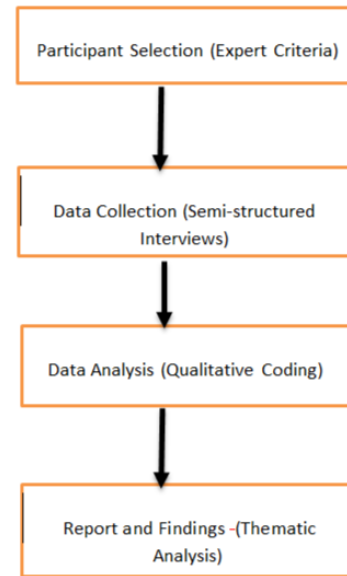 Participant Selection (Expert Criteria)
Data Collection (Semi-structured
Interviews)
Data Analysis (Qualitative Coding)
Report and Findings -(Thematic
Analysis)